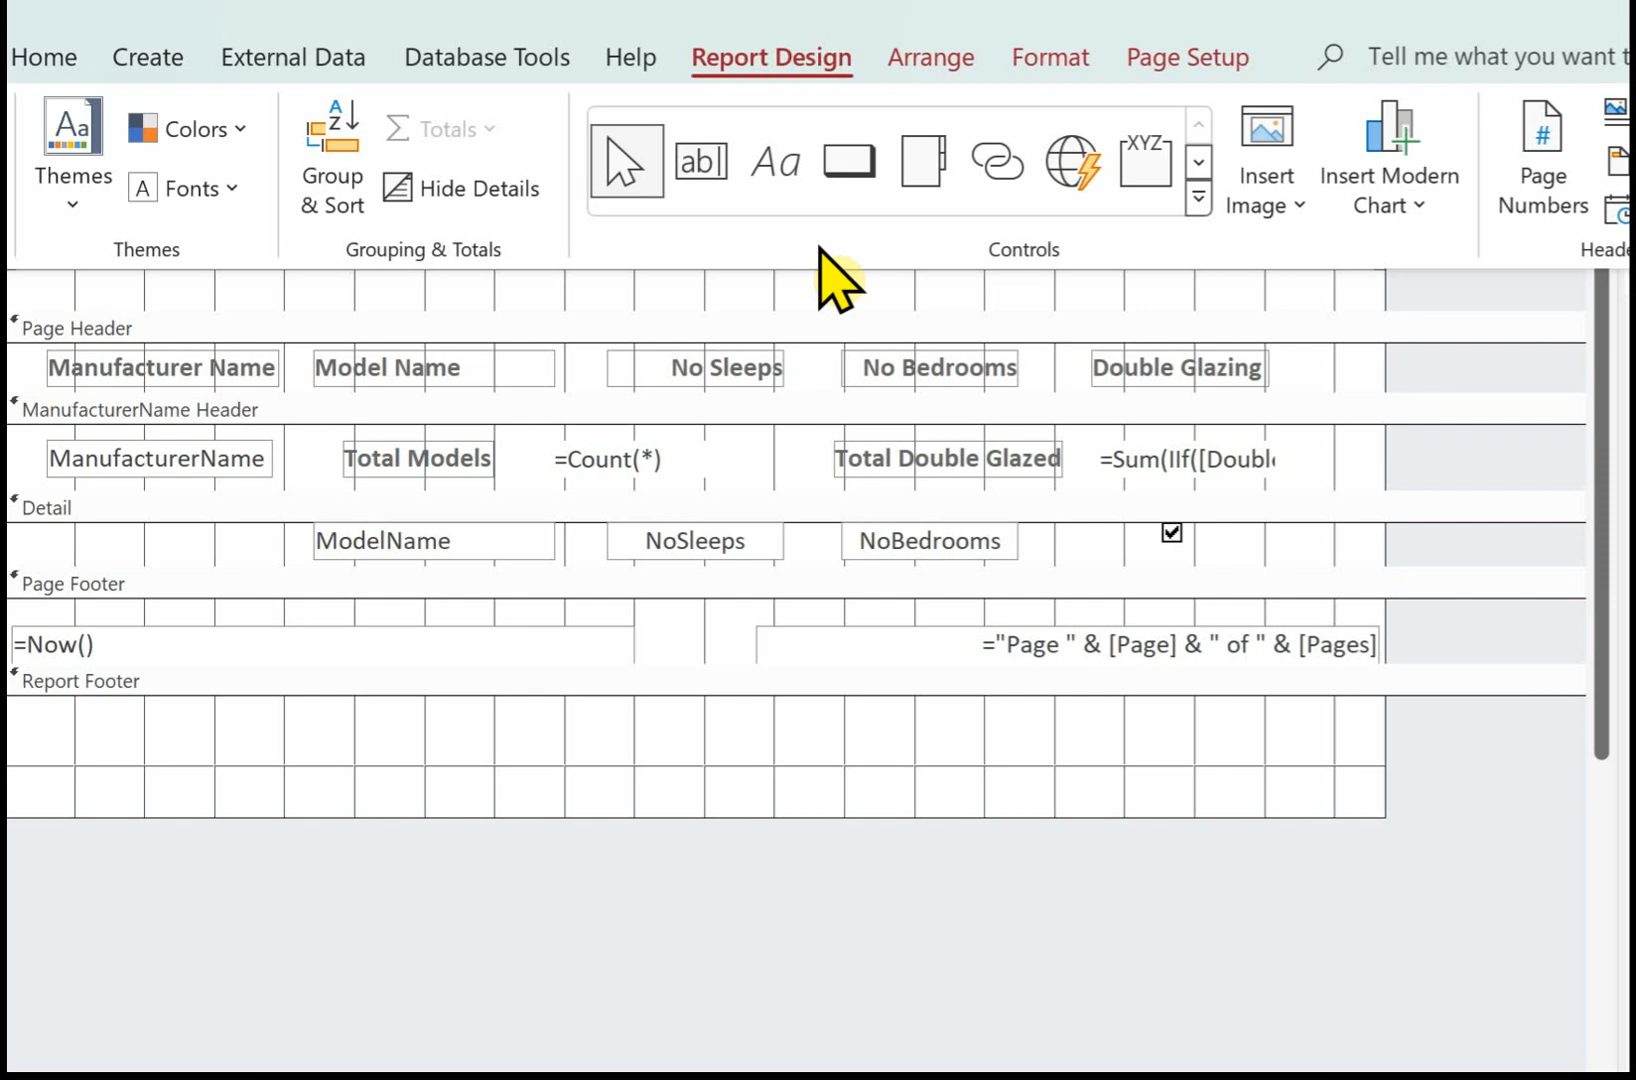 Home Create External Data Database Tools Help Report Design Arrange Format Page Setup Tell me what you want
Aa Colors A Z Totals ab| Aa XYZ #
Themes A Fonts Group & Sort Hide Details Insert Image Insert Modern Chart Page Numbers
Themes Grouping & Totals Controls
Page Header
Manufacturer Name Model Name No Sleeps No Bedrooms Double Glazing
ManufacturerName Header
ManufacturerName Total Models =Count(*) Total Double Glazed =Sum(IIf([Double
Detail
ModelName NoSleeps NoBedrooms
Page Footer
=Now() ="Page " & [Page] & " of " & [Pages]
Report Footer